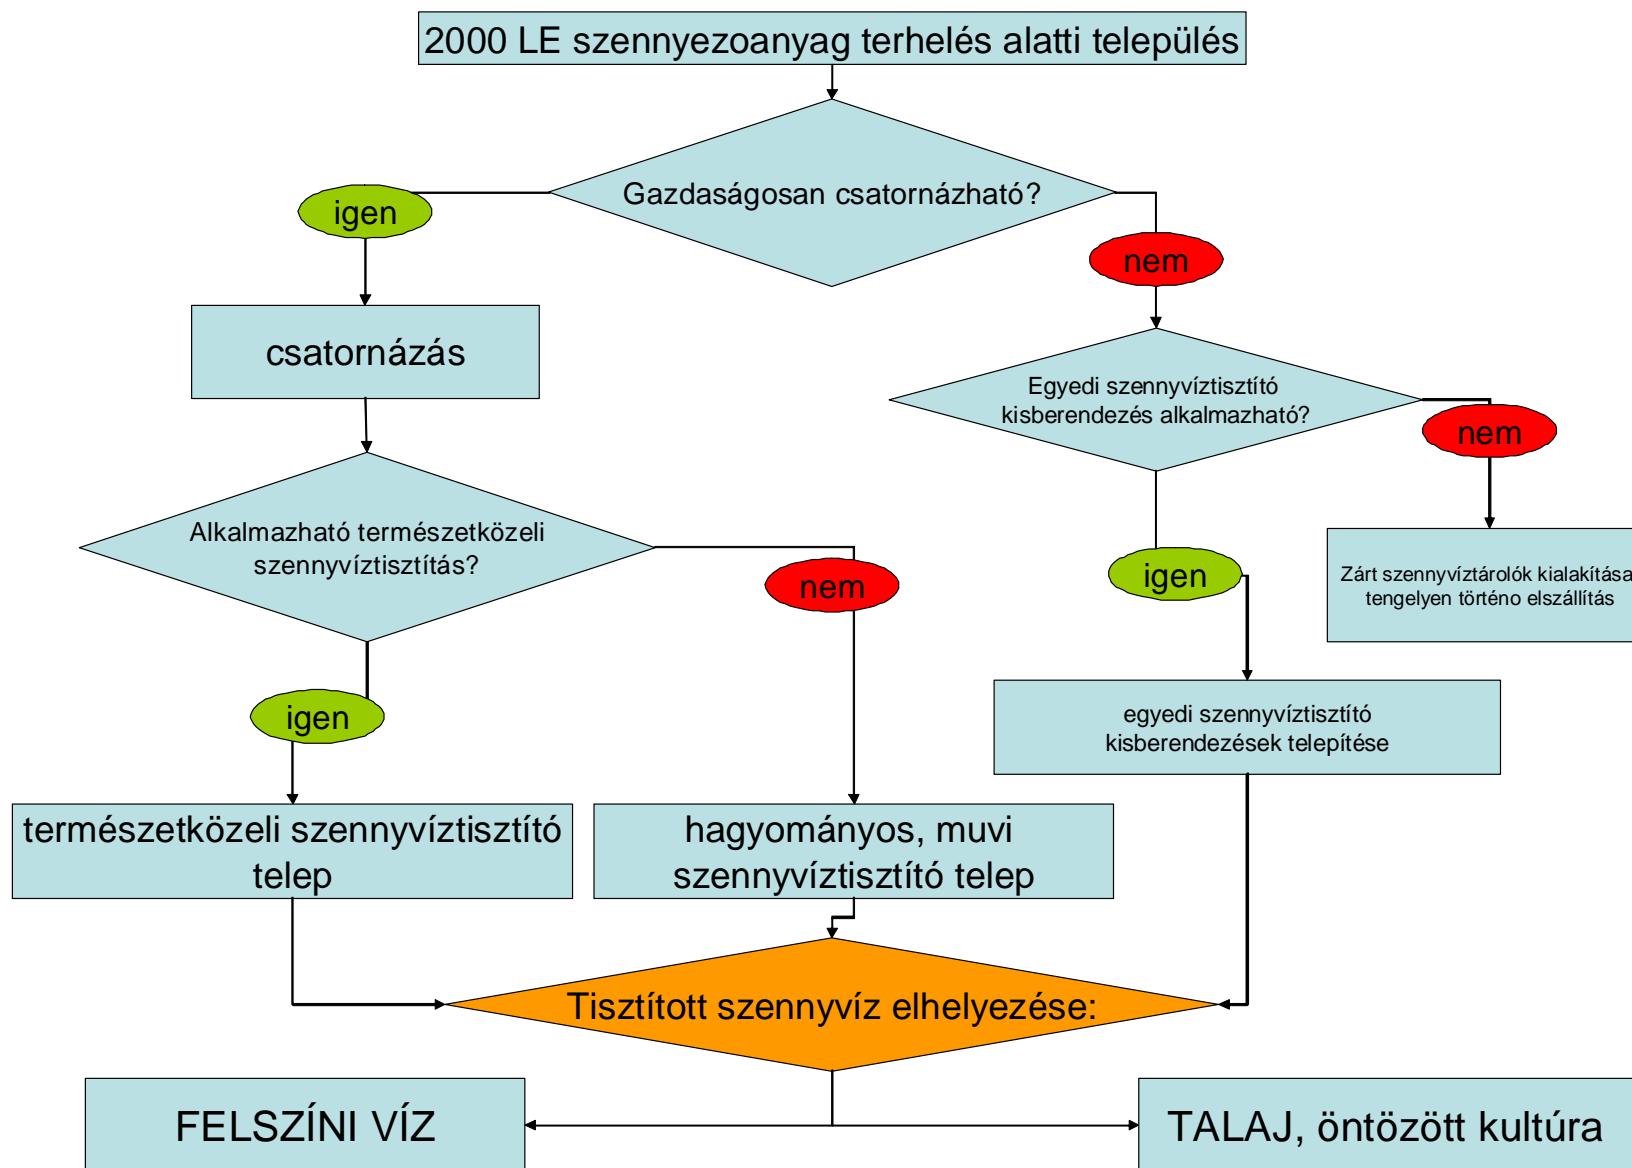 2000 LE szennyezoanyag terhelés alatti település
Gazdaságosan csatornázható?
igen
nem
csatornázás
Egyedi szennyvíztisztító
kisberendezés alkalmazható?
nem
Alkalmazható természetközeli
szennyvíztisztítás?
nem
igen
Zárt szennyvíztárolók kialakítása
tengelyen történo elszállítás
igen
egyedi szennyvíztisztító
kisberendezések telepítése
természetközeli szennyvíztisztító
telep
hagyományos, muvi
szennyvíztisztító telep
Tisztított szennyvíz elhelyezése:
FELSZÍNI VÍZ
TALAJ, öntözött kultúra